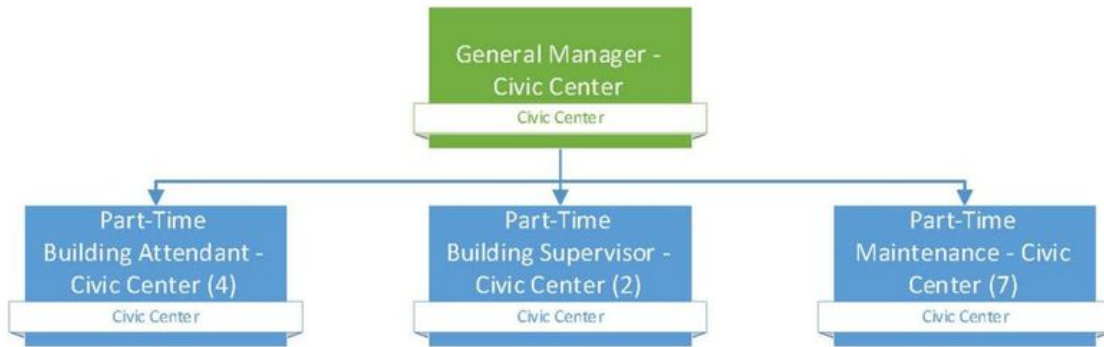 General Manager -
Civic Center
Civic Center
Part-Time
Building Attendant -
Civic Center (4)
Civic Center
Part-Time
Building Supervisor -
Civic Center (2)
Civic Center
Part-Time
Maintenance - Civic
Center (7)
Civic Center